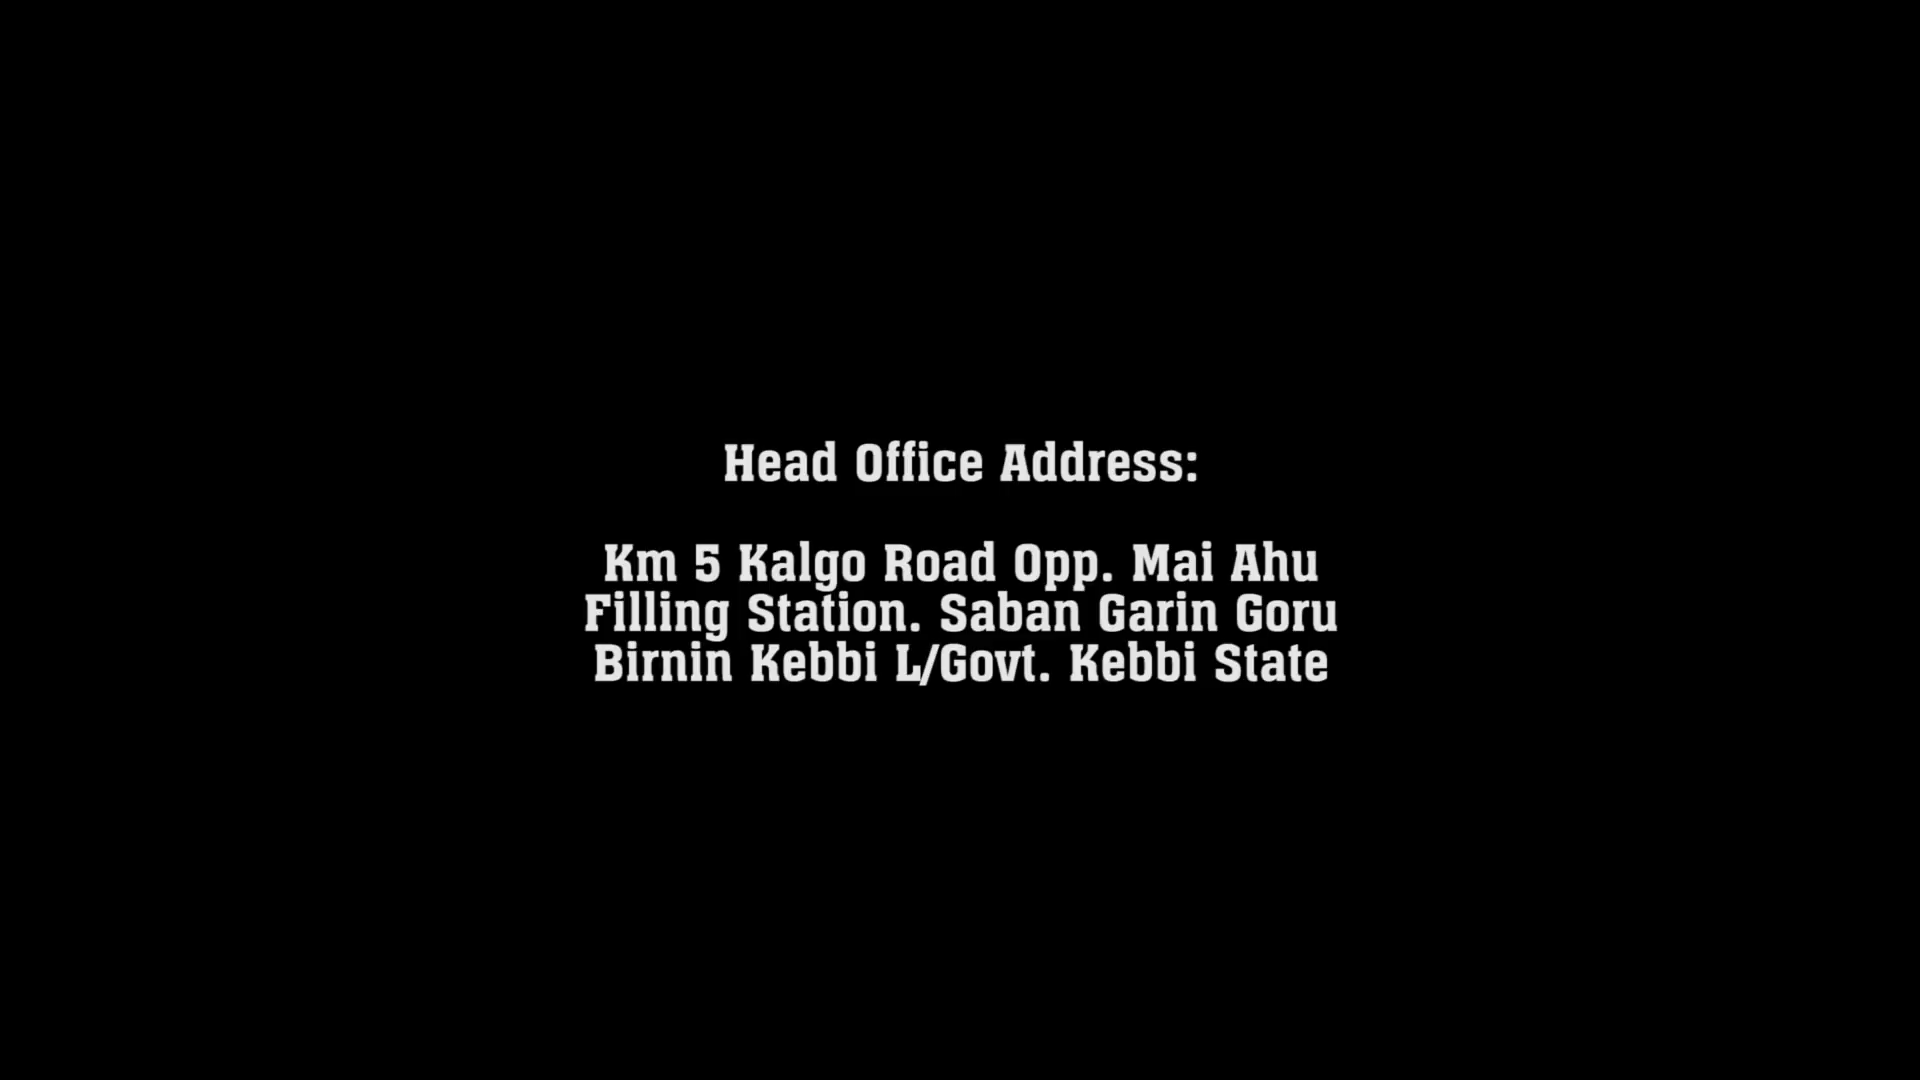 Head Office Address:
Km 5 Kalgo Road Opp. Mai Ahu
Filling Station. Saban Garin Goru
Birnin Kebbi L/Govt. Kebbi State